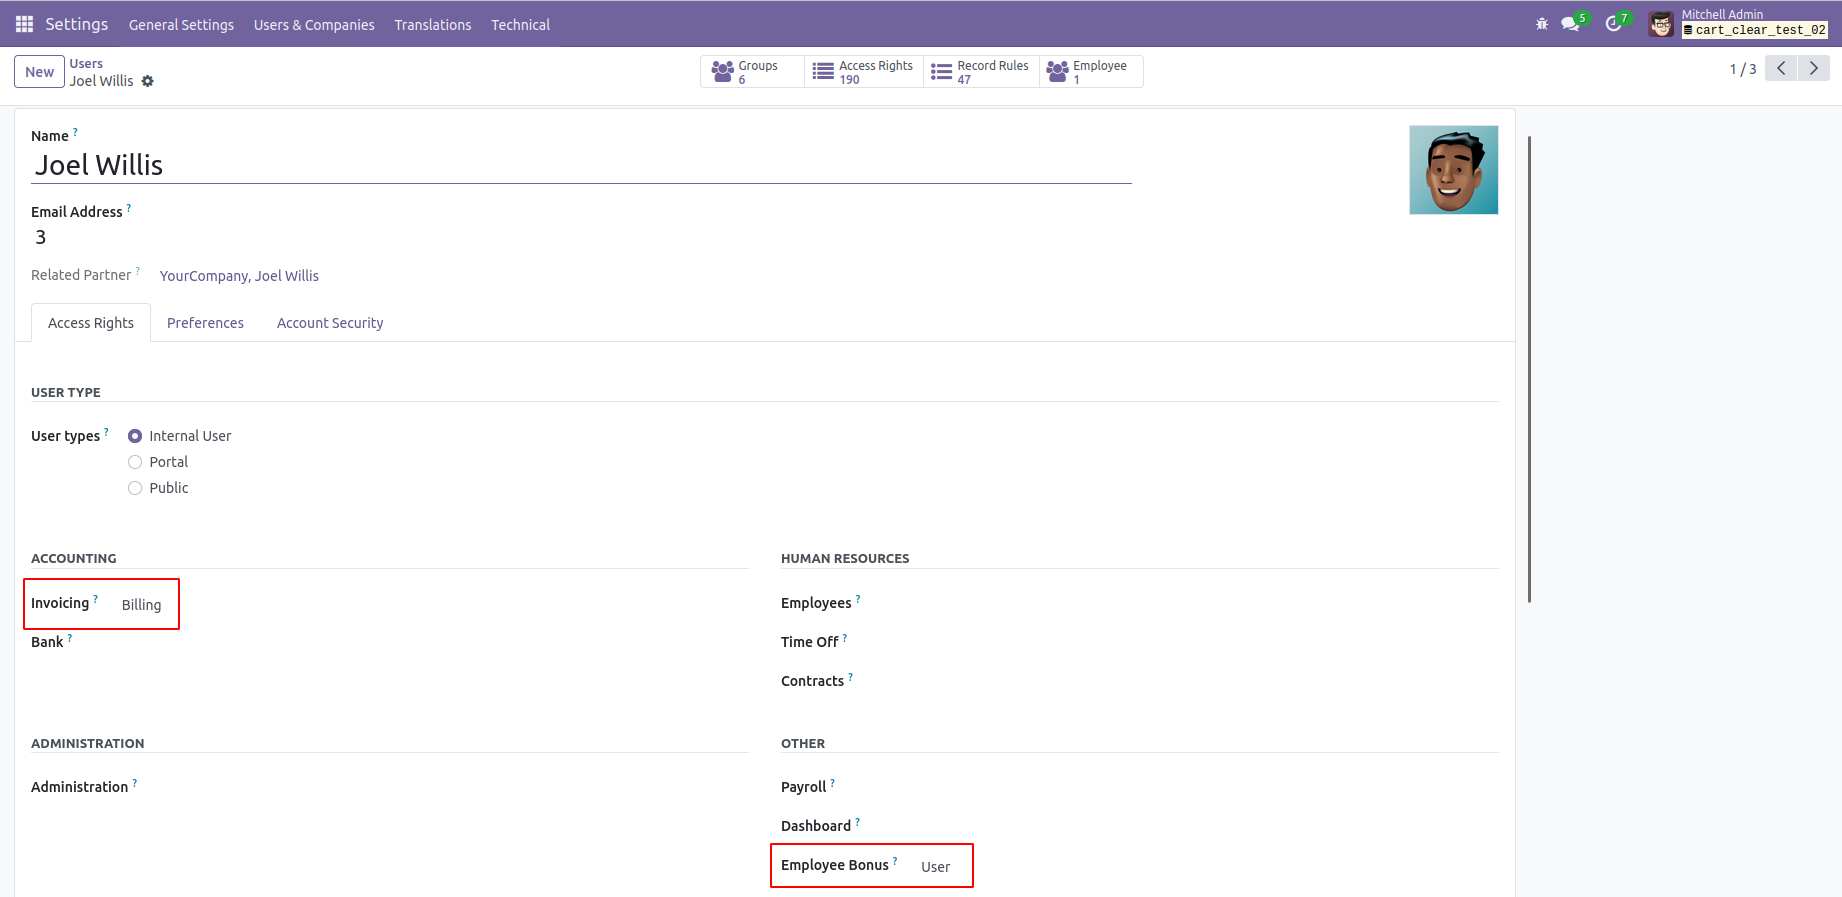 Settings General Settings Users & Companies Translations Technical 5 7 Mitchell Admin
cart_clear_test_02
New Users
Joel Willis
Groups 6 Access Rights 190 Record Rules 47 Employee 1
1 / 3
Name ?
Joel Willis
Email Address ?
3
Related Partner ? YourCompany, Joel Willis
Access Rights Preferences Account Security
USER TYPE
User types ? Internal User
Portal
Public
ACCOUNTING
Invoicing ? Billing
Bank ?
HUMAN RESOURCES
Employees ?
Time Off ?
Contracts ?
ADMINISTRATION
Administration ?
OTHER
Payroll ?
Dashboard ?
Employee Bonus ? User